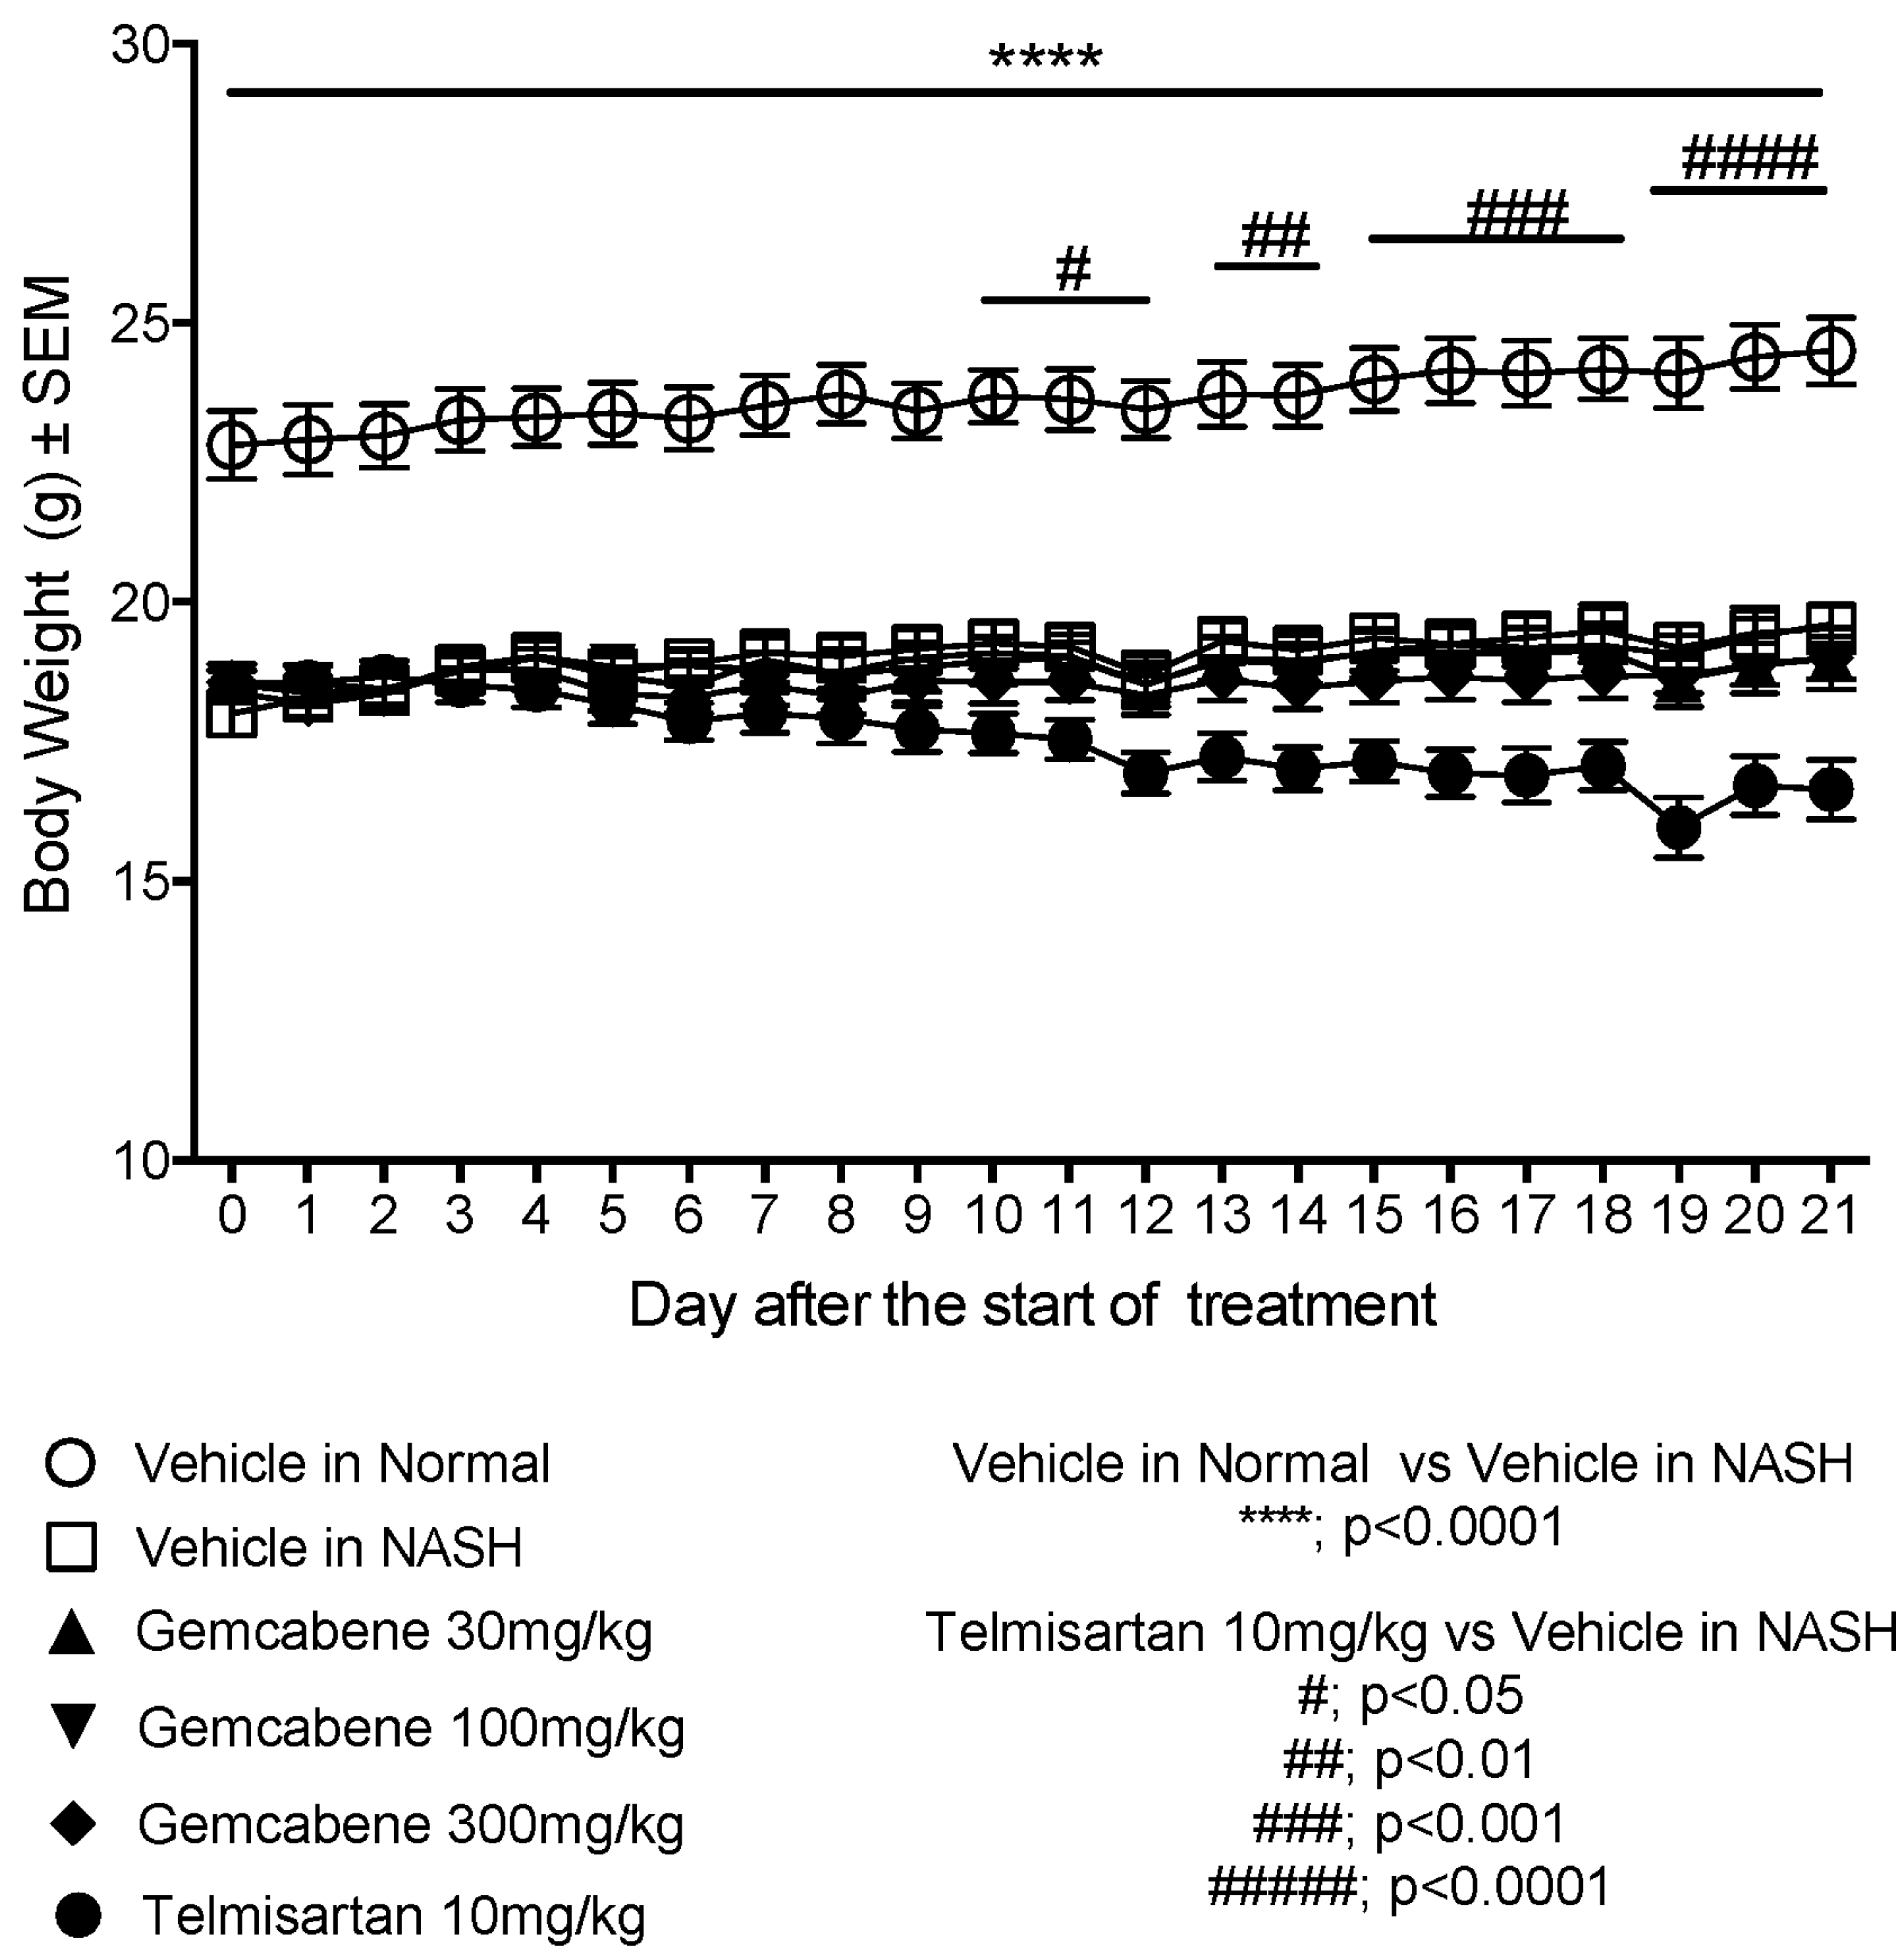 30
25
20
15
10
Body Weight (g) ± SEM
****
#
##
###
####
0 1 2 3 4 5 6 7 8 9 10 11 12 13 14 15 16 17 18 19 20 21
Day after the start of treatment
Vehicle in Normal
Vehicle in NASH
Gemcabene 30mg/kg
Gemcabene 100mg/kg
Gemcabene 300mg/kg
Telmisartan 10mg/kg
Vehicle in Normal vs Vehicle in NASH
****; p<0.0001
Telmisartan 10mg/kg vs Vehicle in NASH
#; p<0.05
##; p<0.01
###; p<0.001
#####; p<0.0001